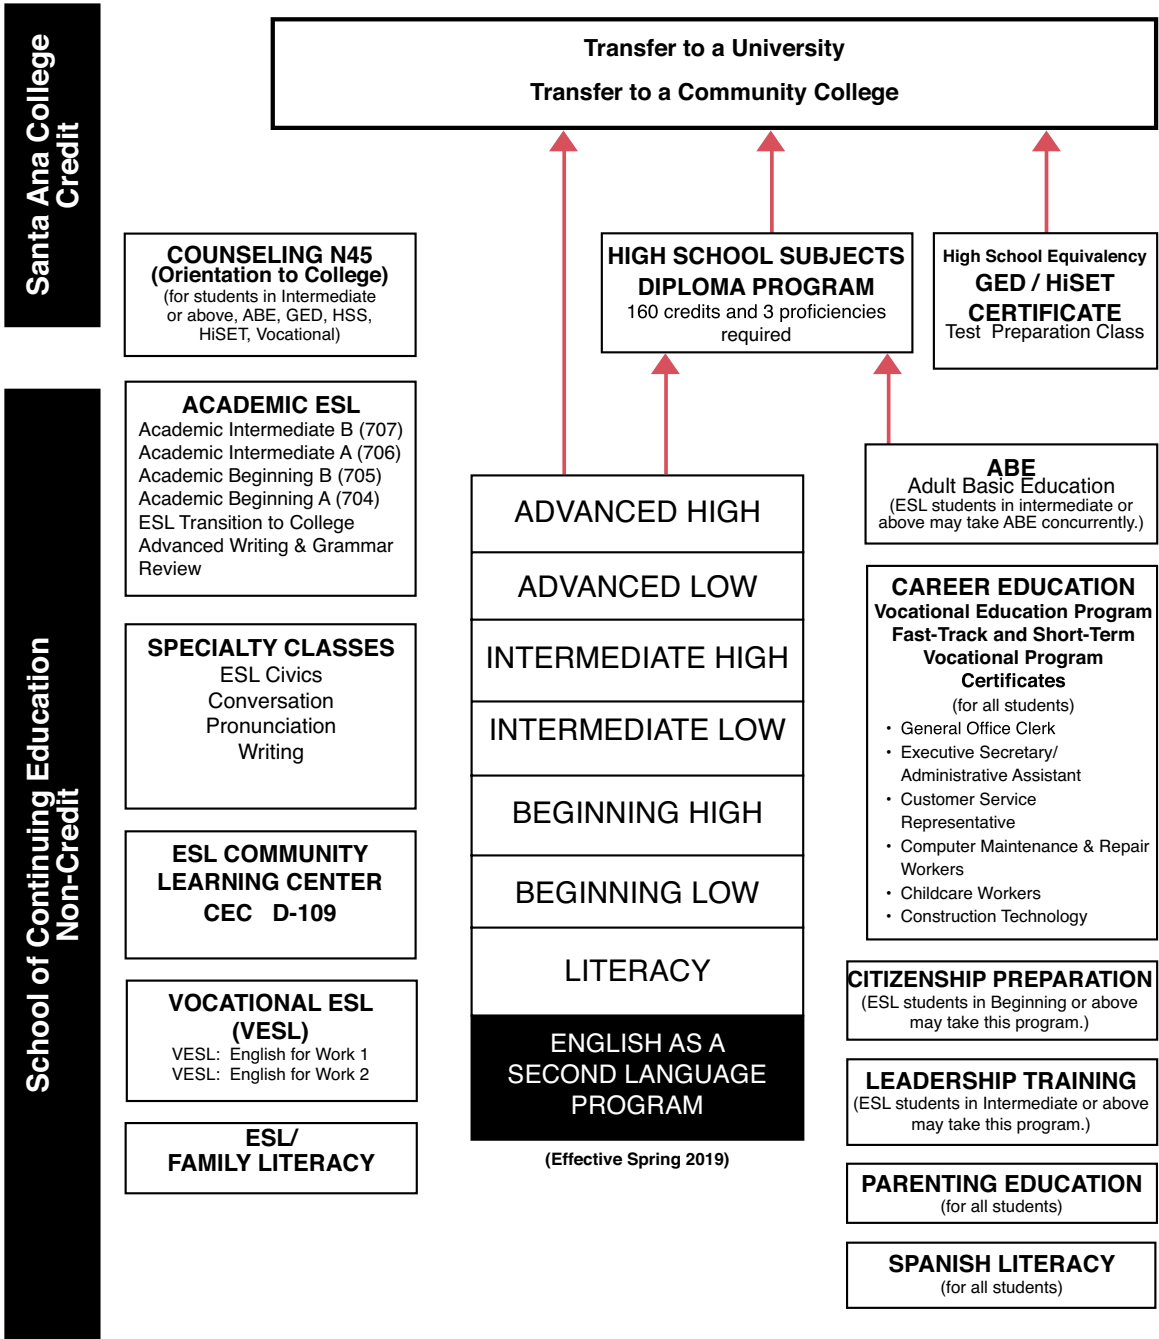 Santa Ana College
Credit
School of Continuing Education
Non-Credit
Transfer to a University
Transfer to a Community College
COUNSELING N45
(Orientation to College)
(for students in Intermediate
or above, ABE, GED, HSS,
HiSET, Vocational)
ACADEMIC ESL
Academic Intermediate B (707)
Academic Intermediate A (706)
Academic Beginning B (705)
Academic Beginning A (704)
ESL Transition to College
Advanced Writing & Grammar
Review
SPECIALTY CLASSES
ESL Civics
Conversation
Pronunciation
Writing
ESL COMMUNITY
LEARNING CENTER
CEC D-109
VOCATIONAL ESL
(VESL)
VESL: English for Work 1
VESL: English for Work 2
ESL/
FAMILY LITERACY
ADVANCED HIGH
ADVANCED LOW
INTERMEDIATE HIGH
INTERMEDIATE LOW
BEGINNING HIGH
BEGINNING LOW
LITERACY
ENGLISH AS A
SECOND LANGUAGE
PROGRAM
(Effective Spring 2019)
HIGH SCHOOL SUBJECTS
DIPLOMA PROGRAM
160 credits and 3 proficiencies
required
High School Equivalency
GED / HiSET
CERTIFICATE
Test Preparation Class
ABE
Adult Basic Education
(ESL students in intermediate or
above may take ABE concurrently.)
CAREER EDUCATION
Vocational Education Program
Fast-Track and Short-Term
Vocational Program
Certificates
(for all students)
• General Office Clerk
• Executive Secretary/
Administrative Assistant
• Customer Service
Representative
• Computer Maintenance & Repair
Workers
• Childcare Workers
• Construction Technology
CITIZENSHIP PREPARATION
(ESL students in Beginning or above
may take this program.)
LEADERSHIP TRAINING
(ESL students in Intermediate or above
may take this program.)
PARENTING EDUCATION
(for all students)
SPANISH LITERACY
(for all students)